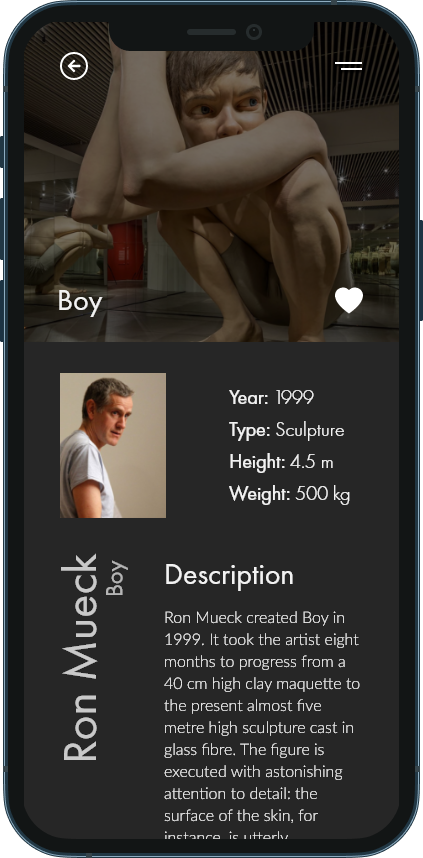 Boy
Year: 1999
Type: Sculpture
Height: 4.5 m
Weight: 500 kg
Ron Mueck
Boy
Description
Ron Mueck created Boy in
1999. It took the artist eight
months to progress from a
40 cm high clay maquette to
the present almost five
metre high sculpture cast in
glass fibre. The figure is
executed with astonishing
attention to detail: the
surface of the skin, for
instance, is utterly